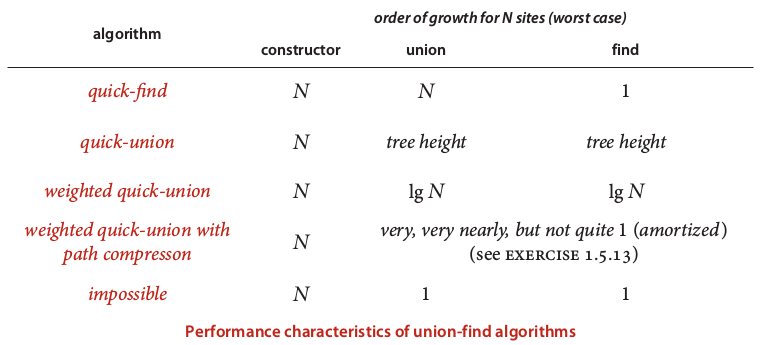 order of growth for N sites (worst case)
algorithm
constructor union find
quick-find N N 1
quick-union N tree height tree height
weighted quick-union N lg N lg N
weighted quick-union with
path compresson
N
very, very nearly, but not quite 1 (amortized)
(see EXERCISE 1.5.13)
impossible N 1 1
Performance characteristics of union-find algorithms